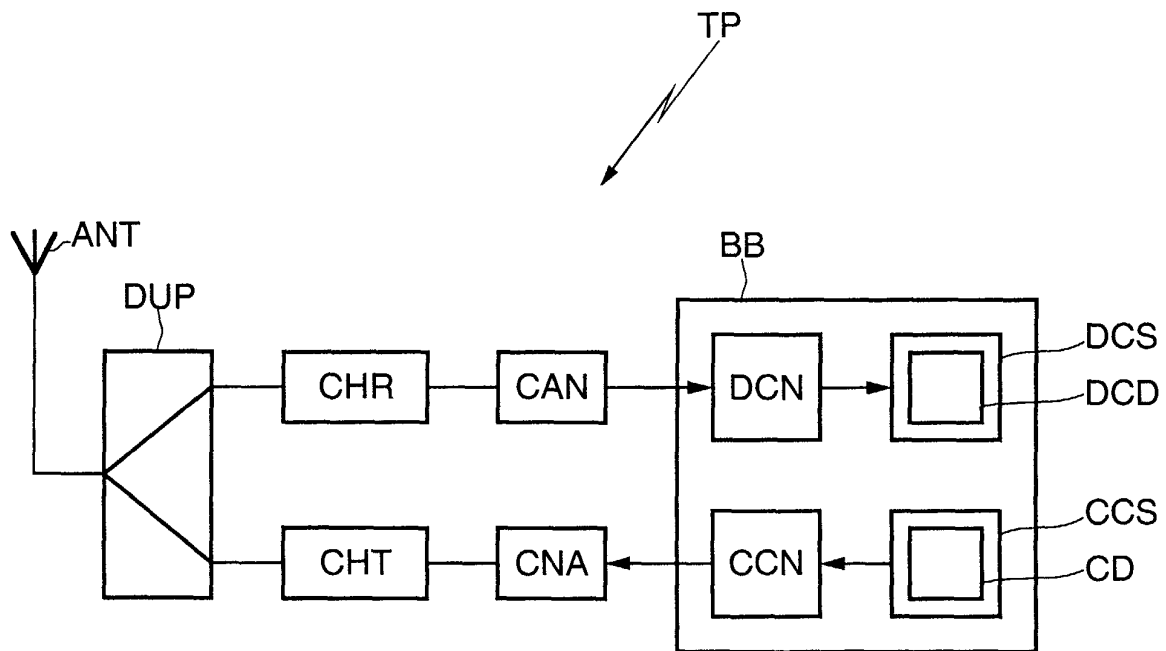 TP
ANT
BB
DUP
DCS
CHR
CAN
DCN
DCD
CCS
CHT
CNA
CCN
CD